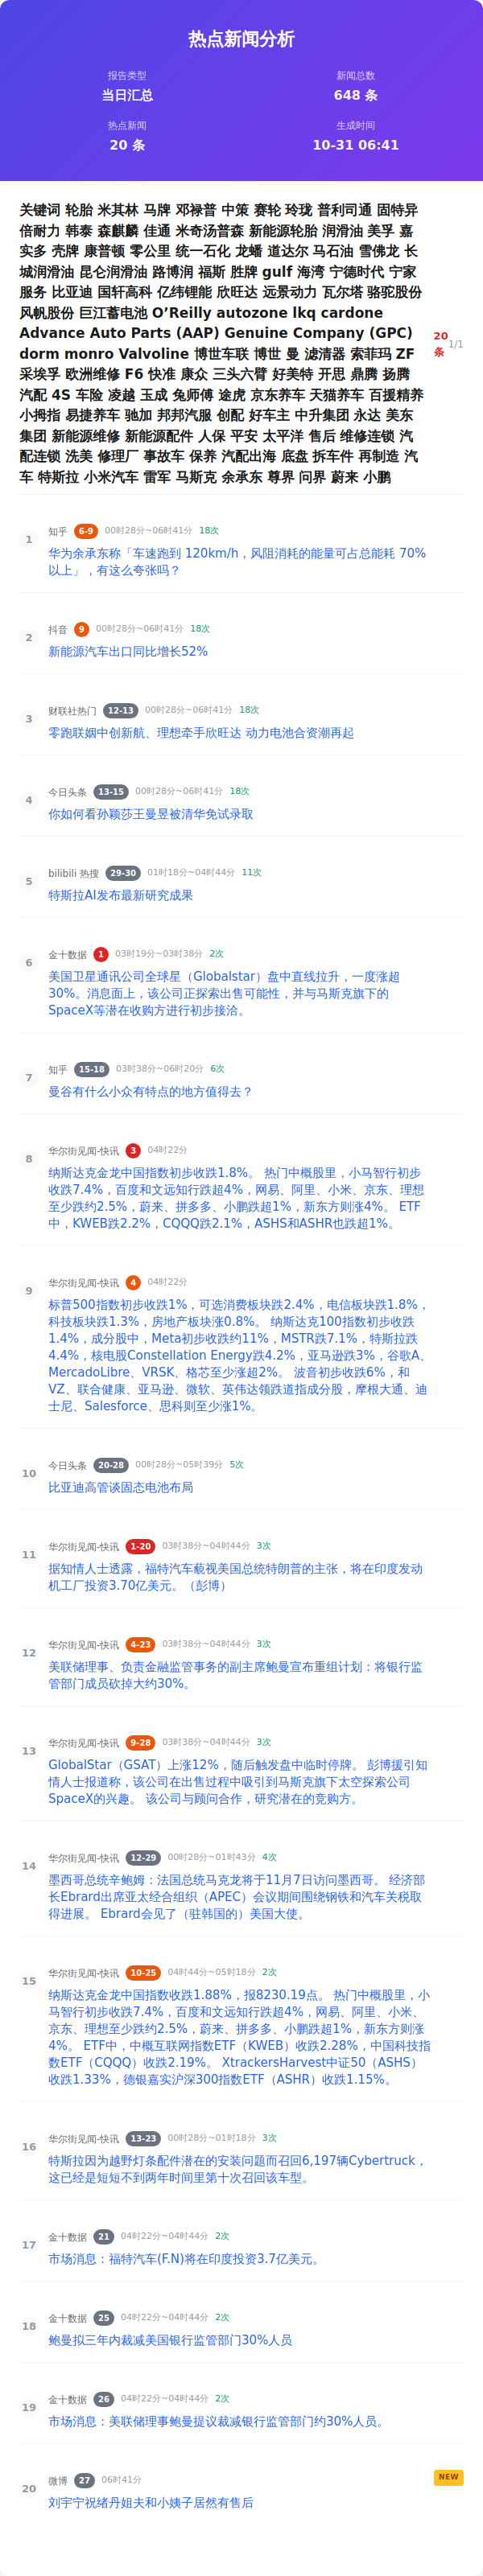 热点新闻分析
报告类型
当日汇总
新闻总数
648 条
热点新闻
20 条
生成时间
10-31 06:41
关键词 轮胎 米其林 马牌 邓禄普 中策 赛轮 玲珑 普利司通 固特异
倍耐力 韩泰 森麒麟 佳通 米奇汤普森 新能源轮胎 润滑油 美孚 嘉
实多 壳牌 康普顿 零公里 统一石化 龙蟠 道达尔 马石油 雪佛龙 长
城润滑油 昆仑润滑油 路博润 福斯 胜牌 gulf 海湾 宁德时代 宁家
服务 比亚迪 国轩高科 亿纬锂能 欣旺达 远景动力 瓦尔塔 骆驼股份
风帆股份 巨江蓄电池 O’Reilly autozone lkq cardone
Advance Auto Parts (AAP) Genuine Company (GPC)
dorm monro Valvoline 博世车联 博世 曼 滤清器 索菲玛 ZF
采埃孚 欧洲维修 F6 快准 康众 三头六臂 好美特 开思 鼎腾 扬腾
汽配 4S 车险 凌越 玉成 兔师傅 途虎 京东养车 天猫养车 百援精养
小拇指 易捷养车 驰加 邦邦汽服 创配 好车主 中升集团 永达 美东
集团 新能源维修 新能源配件 人保 平安 太平洋 售后 维修连锁 汽
配连锁 洗美 修理厂 事故车 保养 汽配出海 底盘 拆车件 再制造 汽
车 特斯拉 小米汽车 雷军 马斯克 余承东 尊界 问界 蔚来 小鹏
20
条
1/1
1
知乎 6-9 00时28分~06时41分 18次
华为余承东称「车速跑到 120km/h，风阻消耗的能量可占总能耗 70%
以上」，有这么夸张吗？
2
抖音 9 00时28分~06时41分 18次
新能源汽车出口同比增长52%
3
财联社热门 12-13 00时28分~06时41分 18次
零跑联姻中创新航、理想牵手欣旺达 动力电池合资潮再起
4
今日头条 13-15 00时28分~06时41分 18次
你如何看孙颖莎王曼昱被清华免试录取
5
bilibili 热搜 29-30 01时18分~04时44分 11次
特斯拉AI发布最新研究成果
6
金十数据 1 03时19分~03时38分 2次
美国卫星通讯公司全球星（Globalstar）盘中直线拉升，一度涨超
30%。消息面上，该公司正探索出售可能性，并与马斯克旗下的
SpaceX等潜在收购方进行初步接洽。
7
知乎 15-18 03时38分~06时20分 6次
曼谷有什么小众有特点的地方值得去？
8
华尔街见闻-快讯 3 04时22分
纳斯达克金龙中国指数初步收跌1.8%。 热门中概股里，小马智行初步
收跌7.4%，百度和文远知行跌超4%，网易、阿里、小米、京东、理想
至少跌约2.5%，蔚来、拼多多、小鹏跌超1%，新东方则涨4%。 ETF
中，KWEB跌2.2%，CQQQ跌2.1%，ASHS和ASHR也跌超1%。
9
华尔街见闻-快讯 4 04时22分
标普500指数初步收跌1%，可选消费板块跌2.4%，电信板块跌1.8%，
科技板块跌1.3%，房地产板块涨0.8%。 纳斯达克100指数初步收跌
1.4%，成分股中，Meta初步收跌约11%，MSTR跌7.1%，特斯拉跌
4.4%，核电股Constellation Energy跌4.2%，亚马逊跌3%，谷歌A、
MercadoLibre、VRSK、格芯至少涨超2%。 波音初步收跌6%，和
VZ、联合健康、亚马逊、微软、英伟达领跌道指成分股，摩根大通、迪
士尼、Salesforce、思科则至少涨1%。
10
今日头条 20-28 00时28分~05时39分 5次
比亚迪高管谈固态电池布局
11
华尔街见闻-快讯 1-20 03时38分~04时44分 3次
据知情人士透露，福特汽车藐视美国总统特朗普的主张，将在印度发动
机工厂投资3.70亿美元。（彭博）
12
华尔街见闻-快讯 4-23 03时38分~04时44分 3次
美联储理事、负责金融监管事务的副主席鲍曼宣布重组计划：将银行监
管部门成员砍掉大约30%。
13
华尔街见闻-快讯 9-28 03时38分~04时44分 3次
GlobalStar（GSAT）上涨12%，随后触发盘中临时停牌。 彭博援引知
情人士报道称，该公司在出售过程中吸引到马斯克旗下太空探索公司
SpaceX的兴趣。 该公司与顾问合作，研究潜在的竞购方。
14
华尔街见闻-快讯 12-29 00时28分~01时43分 4次
墨西哥总统辛鲍姆：法国总统马克龙将于11月7日访问墨西哥。 经济部
长Ebrard出席亚太经合组织（APEC）会议期间围绕钢铁和汽车关税取
得进展。 Ebrard会见了（驻韩国的）美国大使。
15
华尔街见闻-快讯 10-25 04时44分~05时18分 2次
纳斯达克金龙中国指数收跌1.88%，报8230.19点。 热门中概股里，小
马智行初步收跌7.4%，百度和文远知行跌超4%，网易、阿里、小米、
京东、理想至少跌约2.5%，蔚来、拼多多、小鹏跌超1%，新东方则涨
4%。 ETF中，中概互联网指数ETF（KWEB）收跌2.28%，中国科技指
数ETF（CQQQ）收跌2.19%。 XtrackersHarvest中证50（ASHS）
收跌1.33%，德银嘉实沪深300指数ETF（ASHR）收跌1.15%。
16
华尔街见闻-快讯 13-23 00时28分~01时18分 3次
特斯拉因为越野灯条配件潜在的安装问题而召回6,197辆Cybertruck，
这已经是短短不到两年时间里第十次召回该车型。
17
金十数据 21 04时22分~04时44分 2次
市场消息：福特汽车(F.N)将在印度投资3.7亿美元。
18
金十数据 25 04时22分~04时44分 2次
鲍曼拟三年内裁减美国银行监管部门30%人员
19
金十数据 26 04时22分~04时44分 2次
市场消息：美联储理事鲍曼提议裁减银行监管部门约30%人员。
20
微博 27 06时41分
NEW
刘宇宁祝绪丹姐夫和小姨子居然有售后